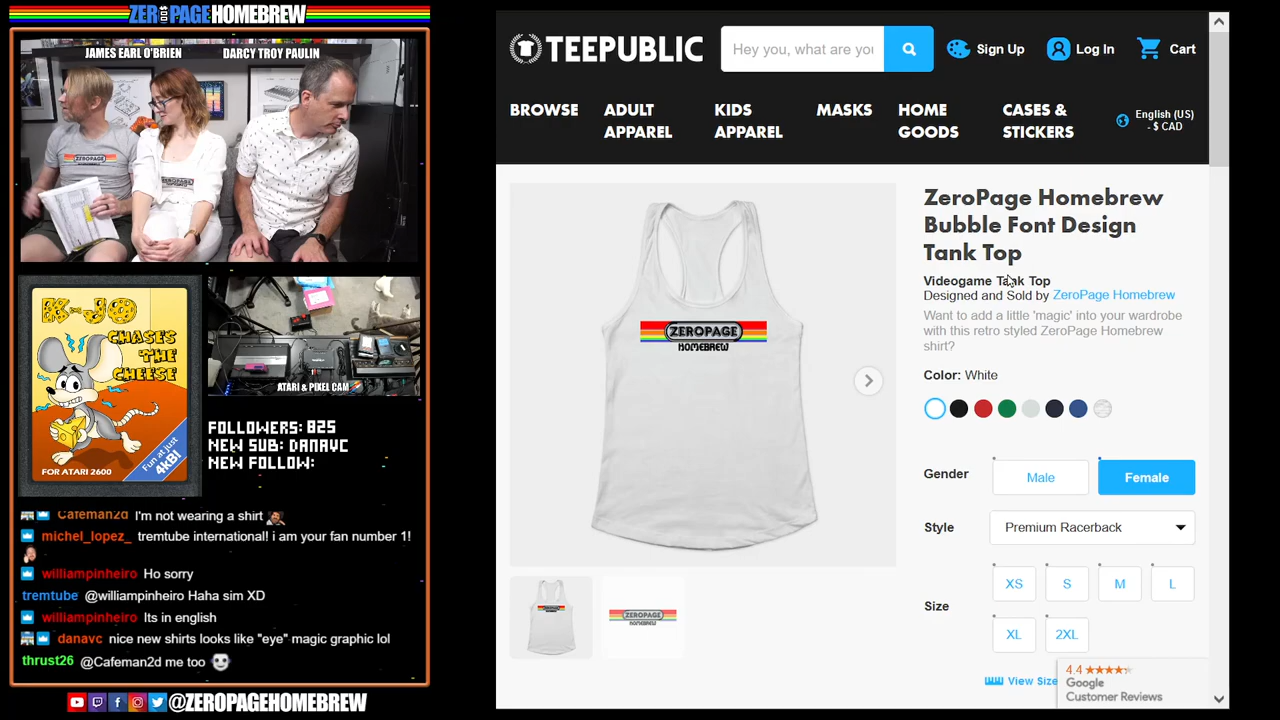 ZEROPAGE HOMEBREW
JAMES EARL O'BRIEN
DARCY TROY PAULIN
ZEROPAGE
K-JO
CHASES
THE
CHEESE
FOR ATARI 2600
Fun at just
4kB!
ATARI & PIXEL CAM
FOLLOWERS: 825
NEW SUB: DANAVC
NEW FOLLOW:
Cafeman2d I'm not wearing a shirt
michel_lopez_ tremtube international! i am your fan number 1!
williampinheiro Ho sorry
tremtube @williampinheiro Haha sim XD
williampinheiro Its in english
danavc nice new shirts looks like "eye" magic graphic lol
thrust26 @Cafeman2d me too
@ZEROPAGEHOMEBREW
TEEPUBLIC
Hey you, what are you
Sign Up
Log In
Cart
BROWSE
ADULT
APPAREL
KIDS
APPAREL
MASKS
HOME
GOODS
CASES &
STICKERS
English (US)
- $ CAD
ZEROPAGE
HOMEBREW
ZEROPAGE
ZeroPage Homebrew
Bubble Font Design
Tank Top
Videogame Tank Top
Designed and Sold by ZeroPage Homebrew
Want to add a little 'magic' into your wardrobe
with this retro styled ZeroPage Homebrew
shirt?
Color: White
Gender
Male
Female
Style
Premium Racerback
Size
XS
S
M
L
XL
2XL
View Size
4.4
Google
Customer Reviews